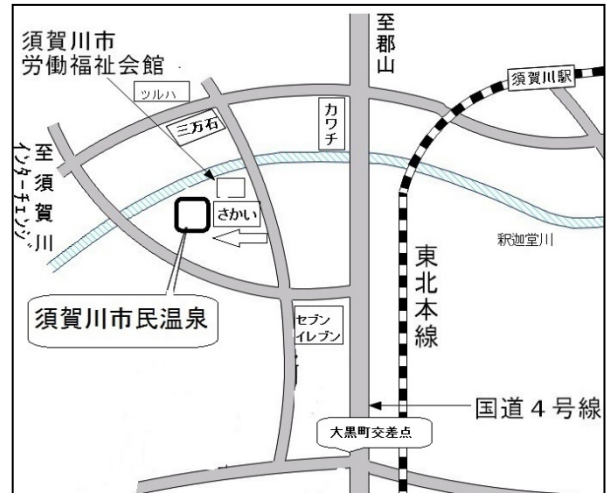 須賀川市
労働福祉会館
ツルハ
三万石
カワチ
至郡山
須賀川駅
至須賀川
インターチェンジ
さかい
釈迦堂川
須賀川市民温泉
セブン
イレブン
東北本線
国道4号線
大黒町交差点